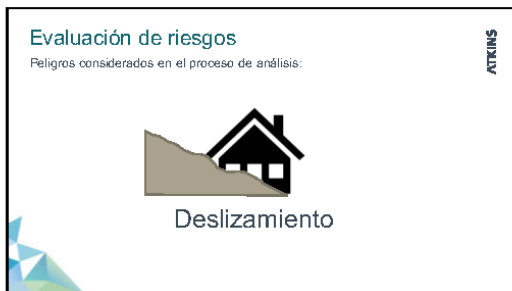 Evaluación de riesgos
Peligros considerados en el proceso de análisis:
ATKINS
Deslizamiento